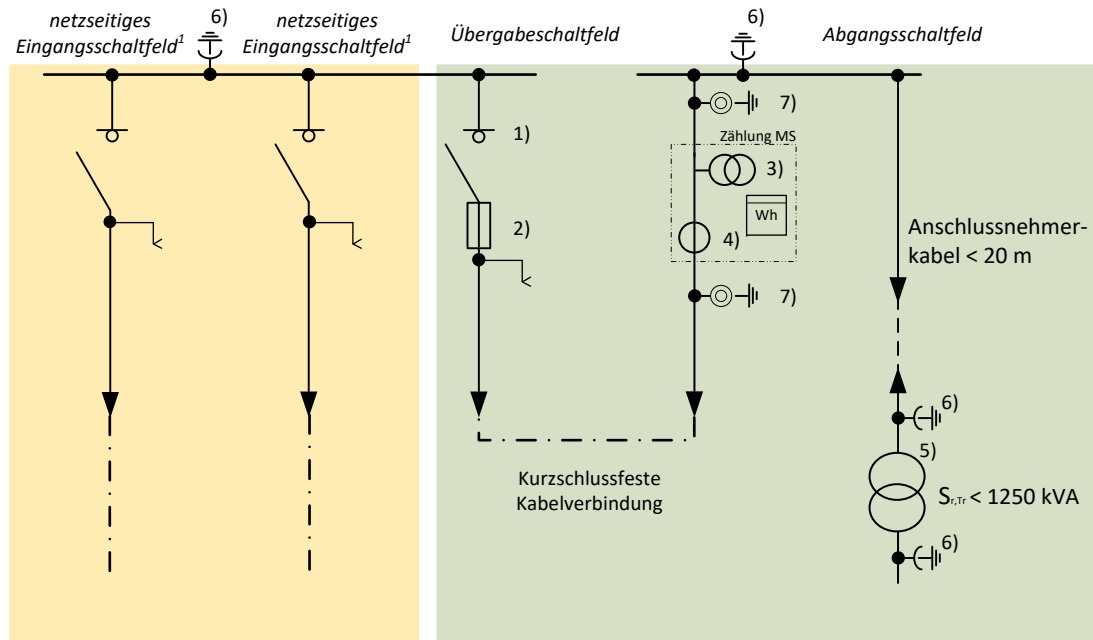 netzseitiges
Eingangsschaltfeld¹
netzseitiges
Eingangsschaltfeld¹
6)
Übergabeschaltfeld
6)
Abgangsschaltfeld
1)
2)
7)
Zählung MS
3)
Wh
4)
7)
Anschlussnehmer-
kabel < 20 m
6)
5)
Sr,Tr < 1250 kVA
6)
Kurzschlussfeste
Kabelverbindung